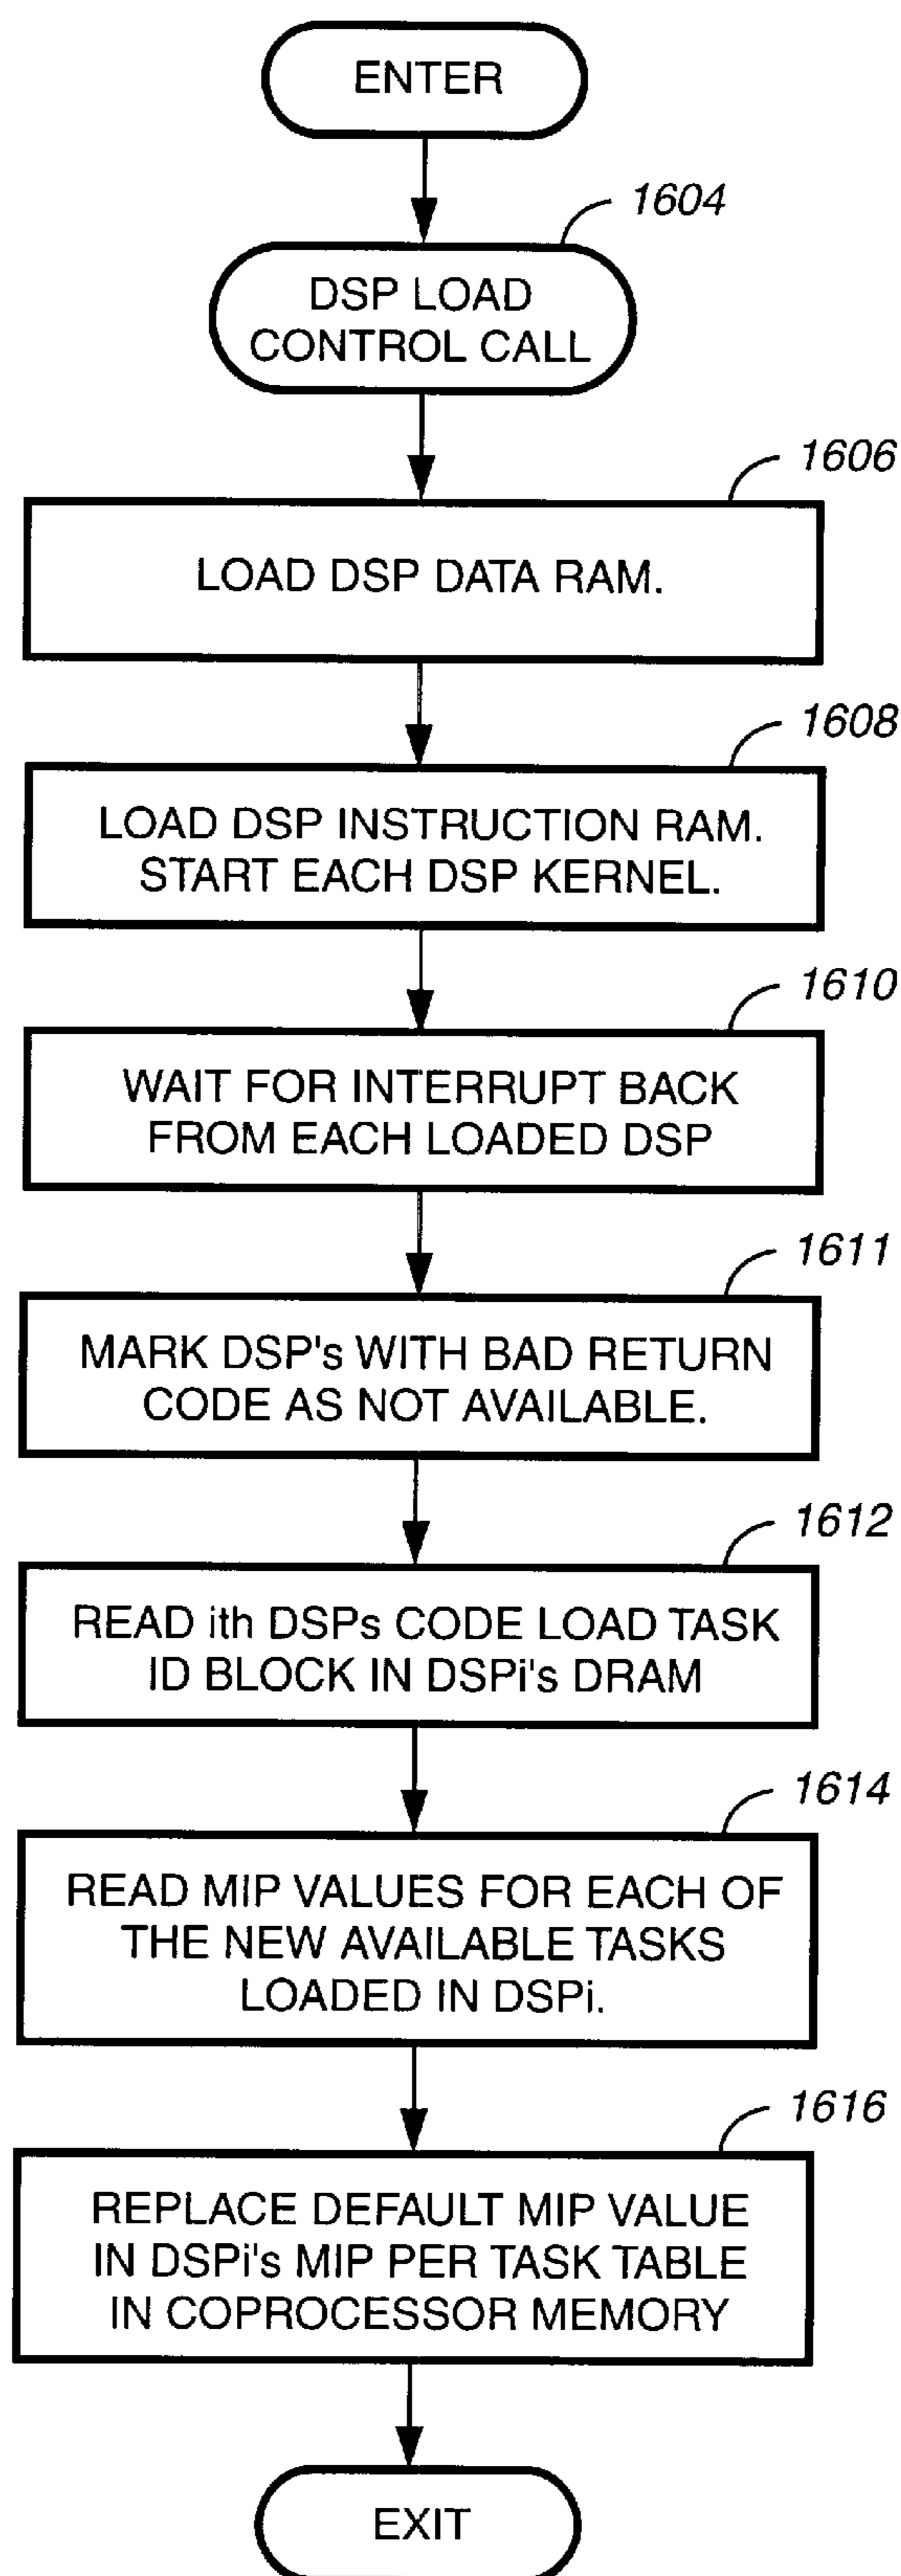 ENTER
1604
DSP LOAD
CONTROL CALL
1606
LOAD DSP DATA RAM.
1608
LOAD DSP INSTRUCTION RAM.
START EACH DSP KERNEL.
1610
WAIT FOR INTERRUPT BACK
FROM EACH LOADED DSP
1611
MARK DSP's WITH BAD RETURN
CODE AS NOT AVAILABLE.
1612
READ ith DSPs CODE LOAD TASK
ID BLOCK IN DSPi's DRAM
1614
READ MIP VALUES FOR EACH OF
THE NEW AVAILABLE TASKS
LOADED IN DSPi.
1616
REPLACE DEFAULT MIP VALUE
IN DSPi's MIP PER TASK TABLE
IN COPROCESSOR MEMORY
EXIT